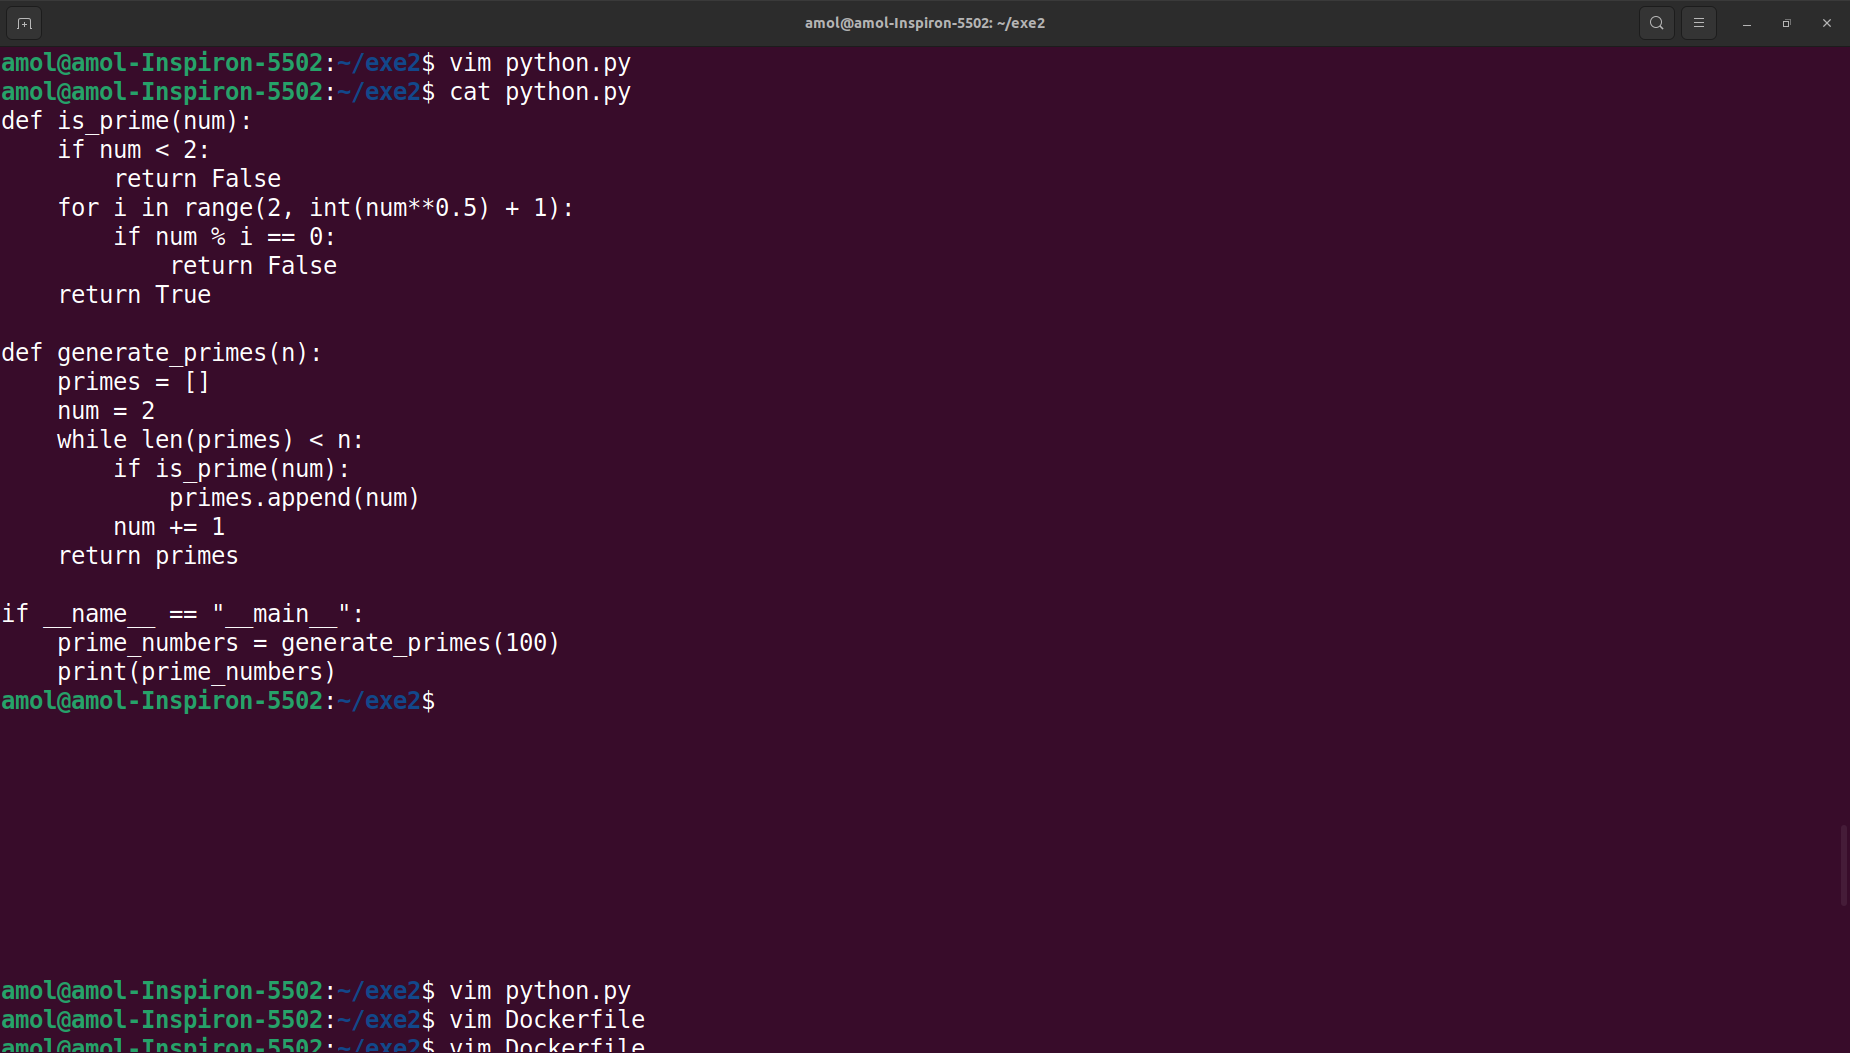 amol@amol-Inspiron-5502: ~/exe2
amol@amol-Inspiron-5502:~/exe2$ vim python.py
amol@amol-Inspiron-5502:~/exe2$ cat python.py
def is_prime(num):
    if num < 2:
        return False
    for i in range(2, int(num**0.5) + 1):
        if num % i == 0:
            return False
    return True

def generate_primes(n):
    primes = []
    num = 2
    while len(primes) < n:
        if is_prime(num):
            primes.append(num)
        num += 1
    return primes

if __name__ == "__main__":
    prime_numbers = generate_primes(100)
    print(prime_numbers)
amol@amol-Inspiron-5502:~/exe2$
amol@amol-Inspiron-5502:~/exe2$ vim python.py
amol@amol-Inspiron-5502:~/exe2$ vim Dockerfile
amol@amol-Inspiron-5502:~/exe2$ vim Dockerfile